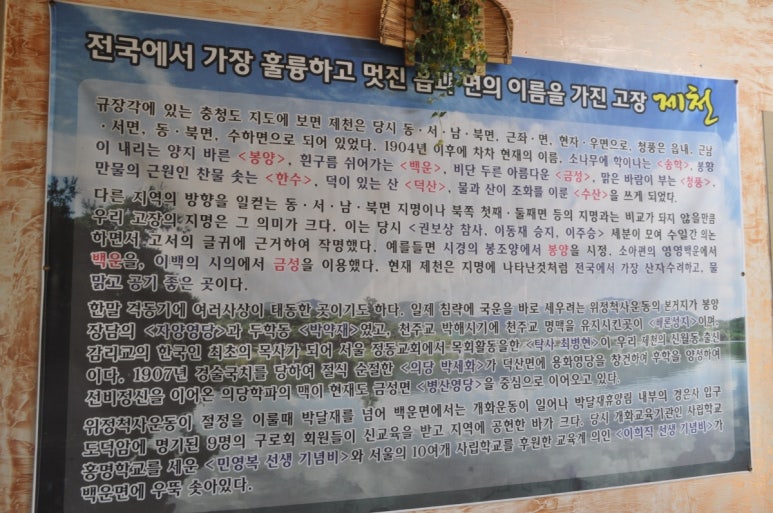 전국에서 가장 훌륭하고 멋진 읍과 면의 이름을 가진 고장 제천
규장각에 있는 충청도 지도에 보면 제천은 당시 동·서·남·북면, 근좌·면, 현자·우면으로, 청풍은 읍내, 근남
·서면, 동·북면, 수하면으로 되어 있었다. 1904년 이후에 차차 현재의 이름, 소나무에 학이나는 <송학>, 봉황
이 내리는 양지 바른 <봉양>, 흰구름 쉬어가는 <백운>, 비단 두른 아름다운 <금성>, 맑은 바람이 부는 <청풍>,
만물의 근원인 찬물 솟는 <한수>, 덕이 있는 산 <덕산>, 물과 산이 조화를 이룬 <수산>을 쓰게 되었다.
다른 지역의 방향을 일컫는 동·서·남·북면 지명이나 북쪽 첫째·둘째면 등의 지명과는 비교가 되지 않을만큼
우리 고장의 지명은 그 의미가 크다. 이는 당시 <권보상 참사, 이동재 승지, 이주승> 세분이 모여 수일간 의논
하면서 고서의 글귀에 근거하여 작명했다. 예를들면 시경의 봉조양에서 봉양을 지정, 소아편의 영영백운에서
백운을, 이백의 시의에서 금성을 이용했다. 현재 제천은 지명에 나타난것처럼 전국에서 가장 산자수려하고, 물
맑고 공기 좋은 곳이다.
한말 격동기에 여러사상이 태동한 곳이기도 하다. 일제 침략에 국운을 바로 세우려는 위정척사운동의 본거지가 봉양
장담의 <자양영당>과 두학동 <박약재>였고, 천주교 박해시기에 천주교 명맥을 유지시킨곳이 <배론성지>이며,
감리교의 한국인 최초의 목사가 되어 서울 정동교회에서 목회활동을한 <탁사 최병헌>이 우리 제천의 신월동 출신
이다. 1907년 경술국치를 당하여 절식 순절한 <의당 박세화>가 덕산면에 용화영당을 창건하여 후학을 양성하여
선비정신을 이어온 의당학파의 맥이 현재도 금성면 <병산영당>을 중심으로 이어오고 있다.
위정척사운동이 절정을 이룰때 박달재를 넘어 백운면에서는 개화운동이 일어나 박달재휴양림 내부의 경은사 입구
도덕암에 명기된 9명의 구로회 회원들이 신교육을 받고 지역에 공헌한 바가 크다. 당시 개화교육기관인 사립학교
홍명학교를 세운 <민영복 선생 기념비>와 서울의 10여개 사립학교를 후원한 교육계 의인 <이희직 선생 기념비>가
백운면에 우뚝 솟아있다.